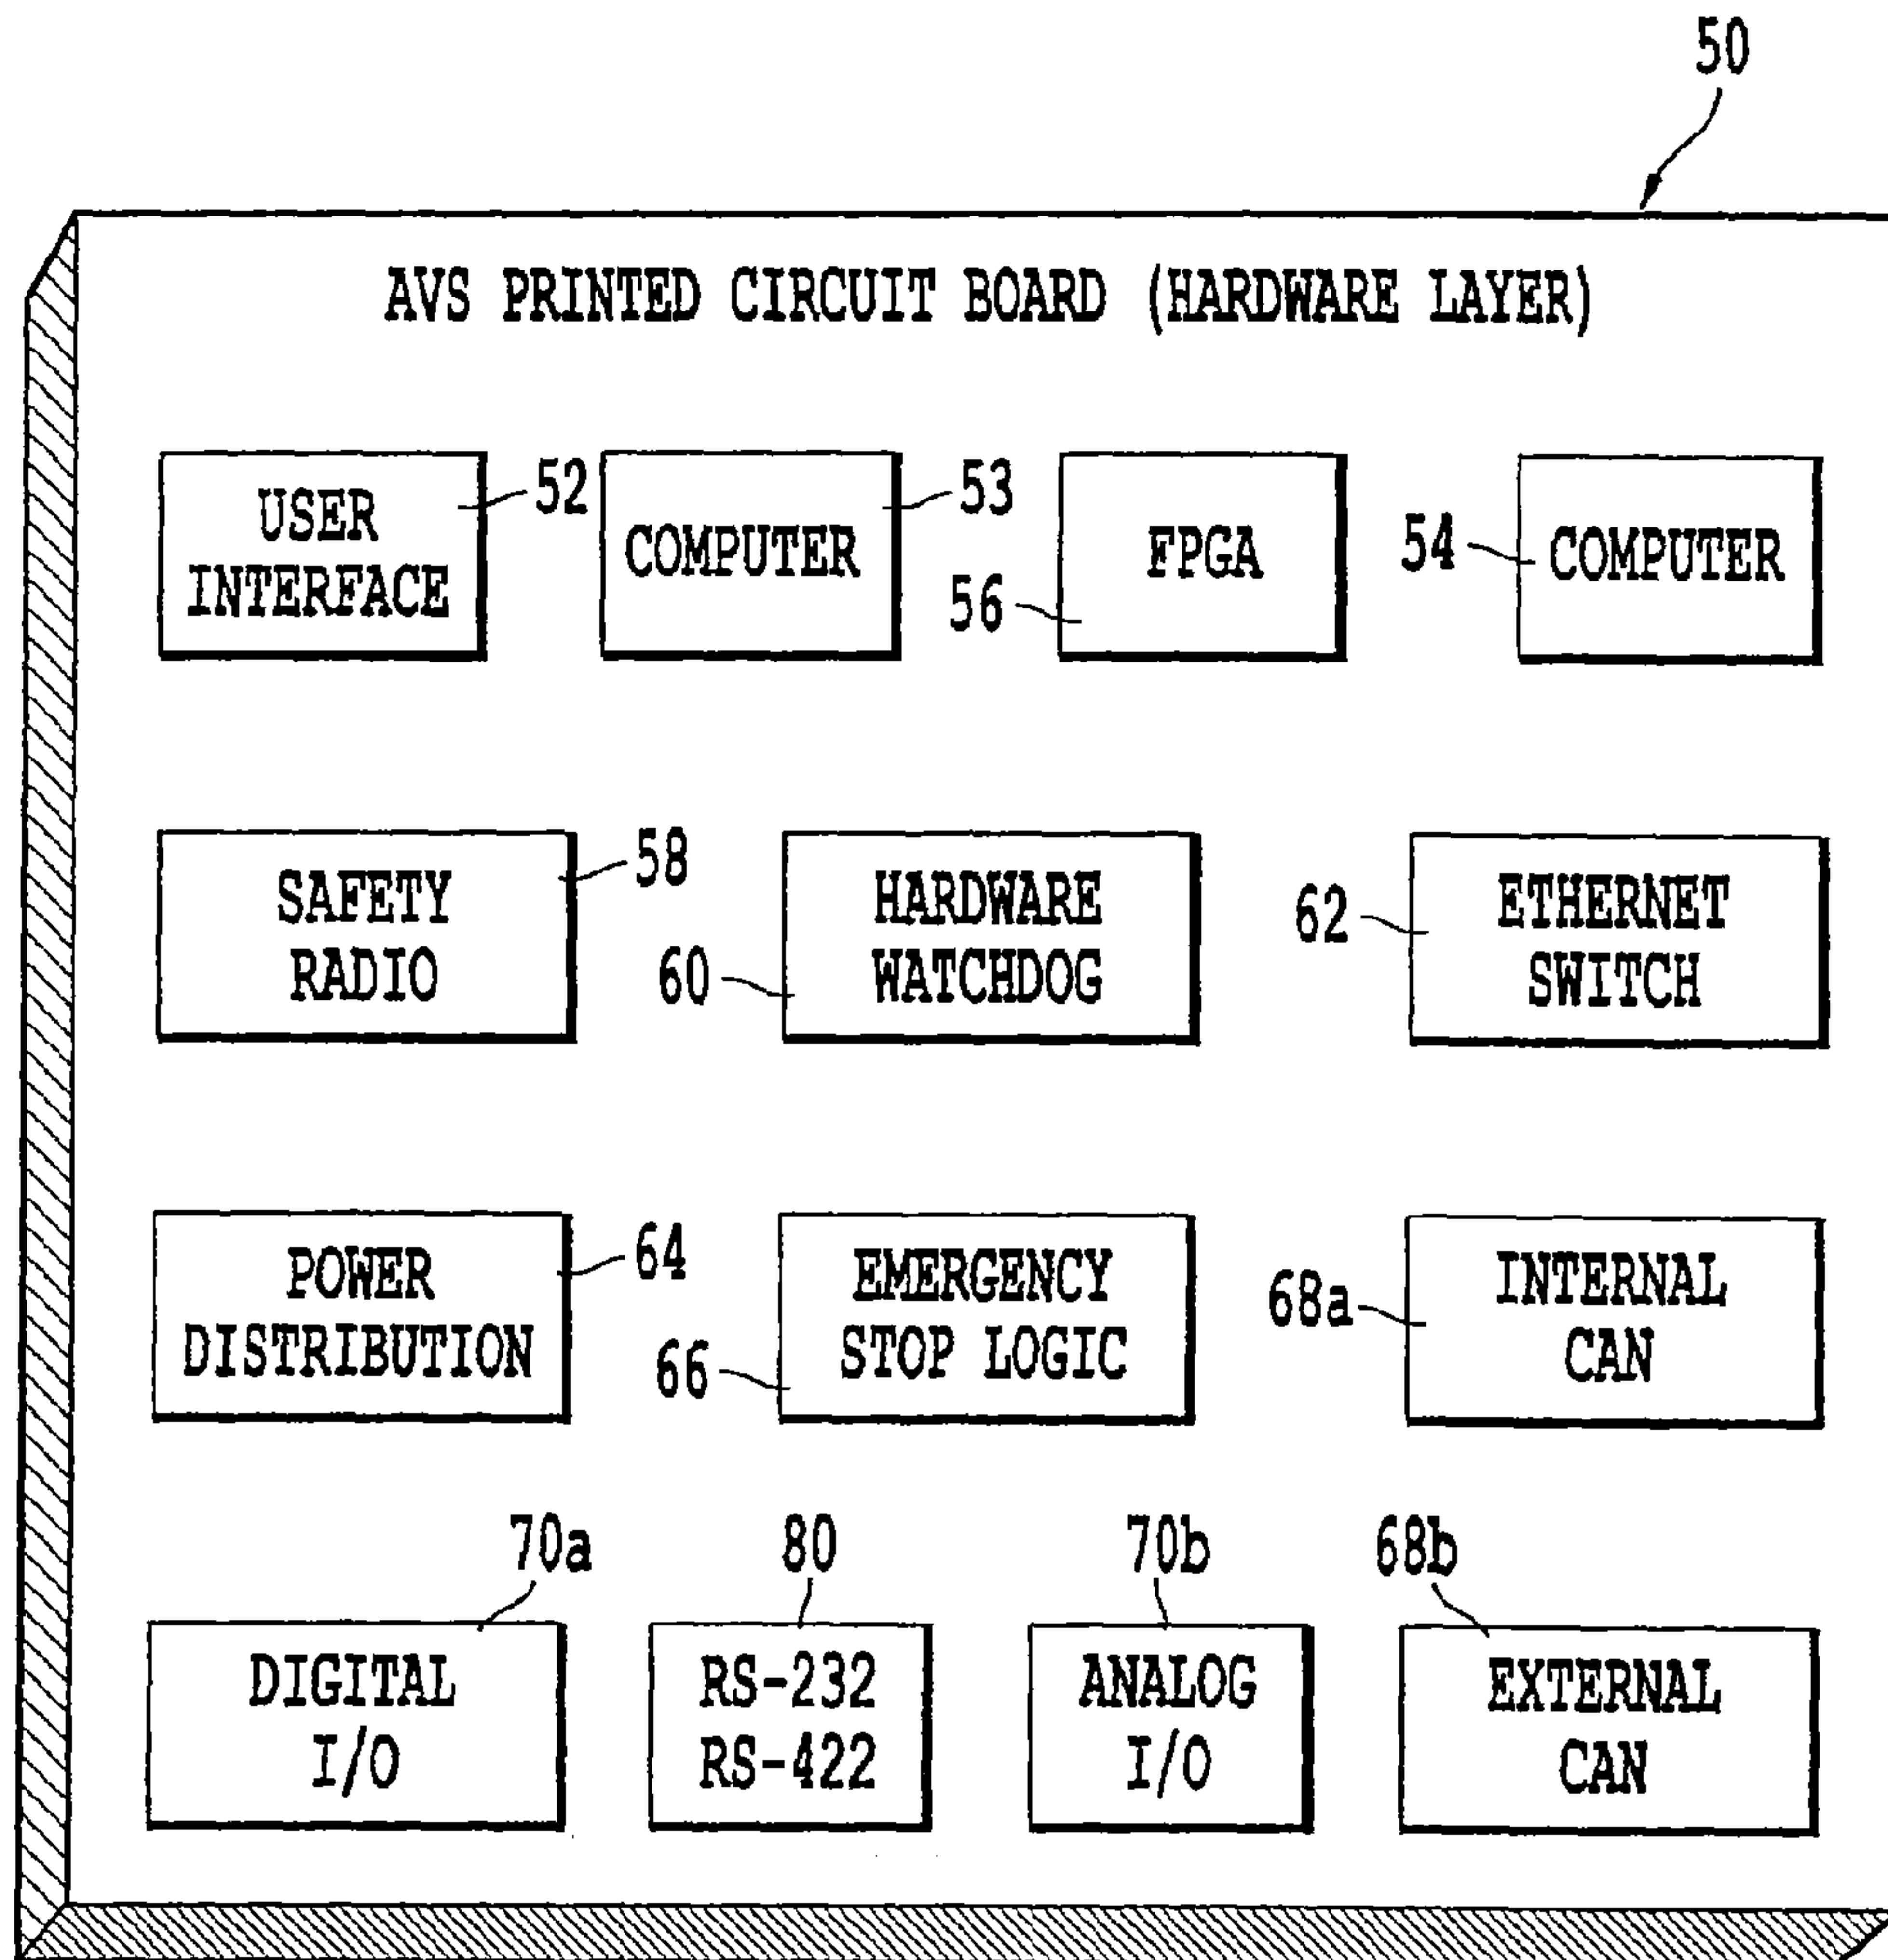 50
AVS PRINTED CIRCUIT BOARD (HARDWARE LAYER)
USER
INTERFACE
52
COMPUTER
53
FPGA
56
54
COMPUTER
SAFETY
RADIO
58
HARDWARE
WATCHDOG
60
62
ETHERNET
SWITCH
POWER
DISTRIBUTION
64
EMERGENCY
STOP LOGIC
66
68a
INTERNAL
CAN
70a
DIGITAL
I/O
80
RS-232
RS-422
70b
ANALOG
I/O
68b
EXTERNAL
CAN